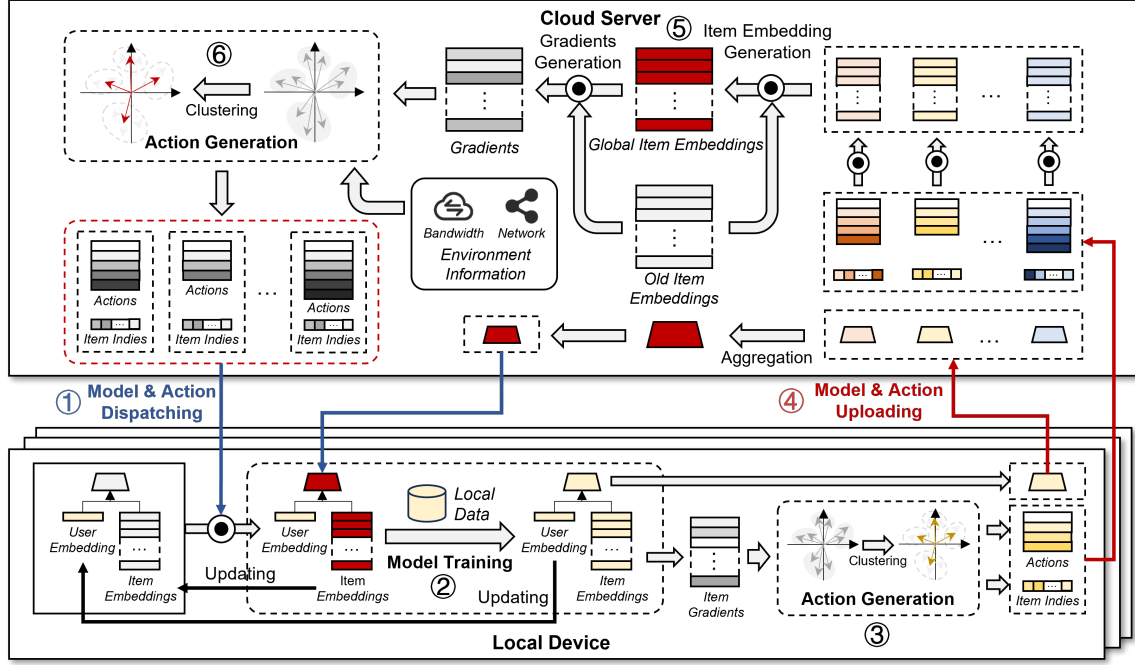 Cloud Server
⑥
Clustering
Action Generation
Gradients
Generation
⑤
Item Embedding
Generation
⋮
Gradients
⋮
Global Item Embeddings
⋮
⋮
...
⋮
Bandwidth
Network
Environment
Information
⋮
Old Item
Embeddings
Actions
...
Item Indies
Actions
...
Item Indies
...
Actions
...
Item Indies
...
...
...
...
Aggregation
...
① Model & Action
Dispatching
④ Model & Action
Uploading
User
Embedding
...
Item
Embeddings
Updating
User
Embedding
...
Item
Embeddings
Local
Data
Model Training
②
Updating
User
Embedding
...
Item
Embeddings
⋮
Item
Gradients
Clustering
Action Generation
③
Actions
...
Item Indies
Local Device